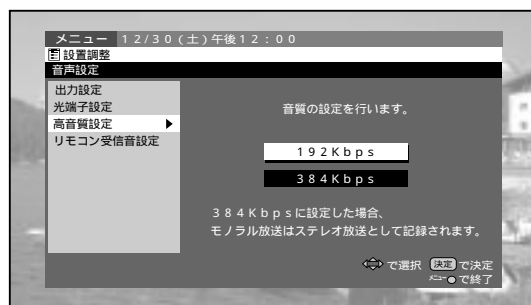 メニュー 12/30(土)午後12:00
設置調整
音声設定
出力設定
光端子設定
高音質設定 ▶
リモコン受信音設定
音質の設定を行います。
192Kbps
384Kbps
384Kbpsに設定した場合、
モノラル放送はステレオ放送として記録されます。
で選択 決定 で決定
メニュー で終了